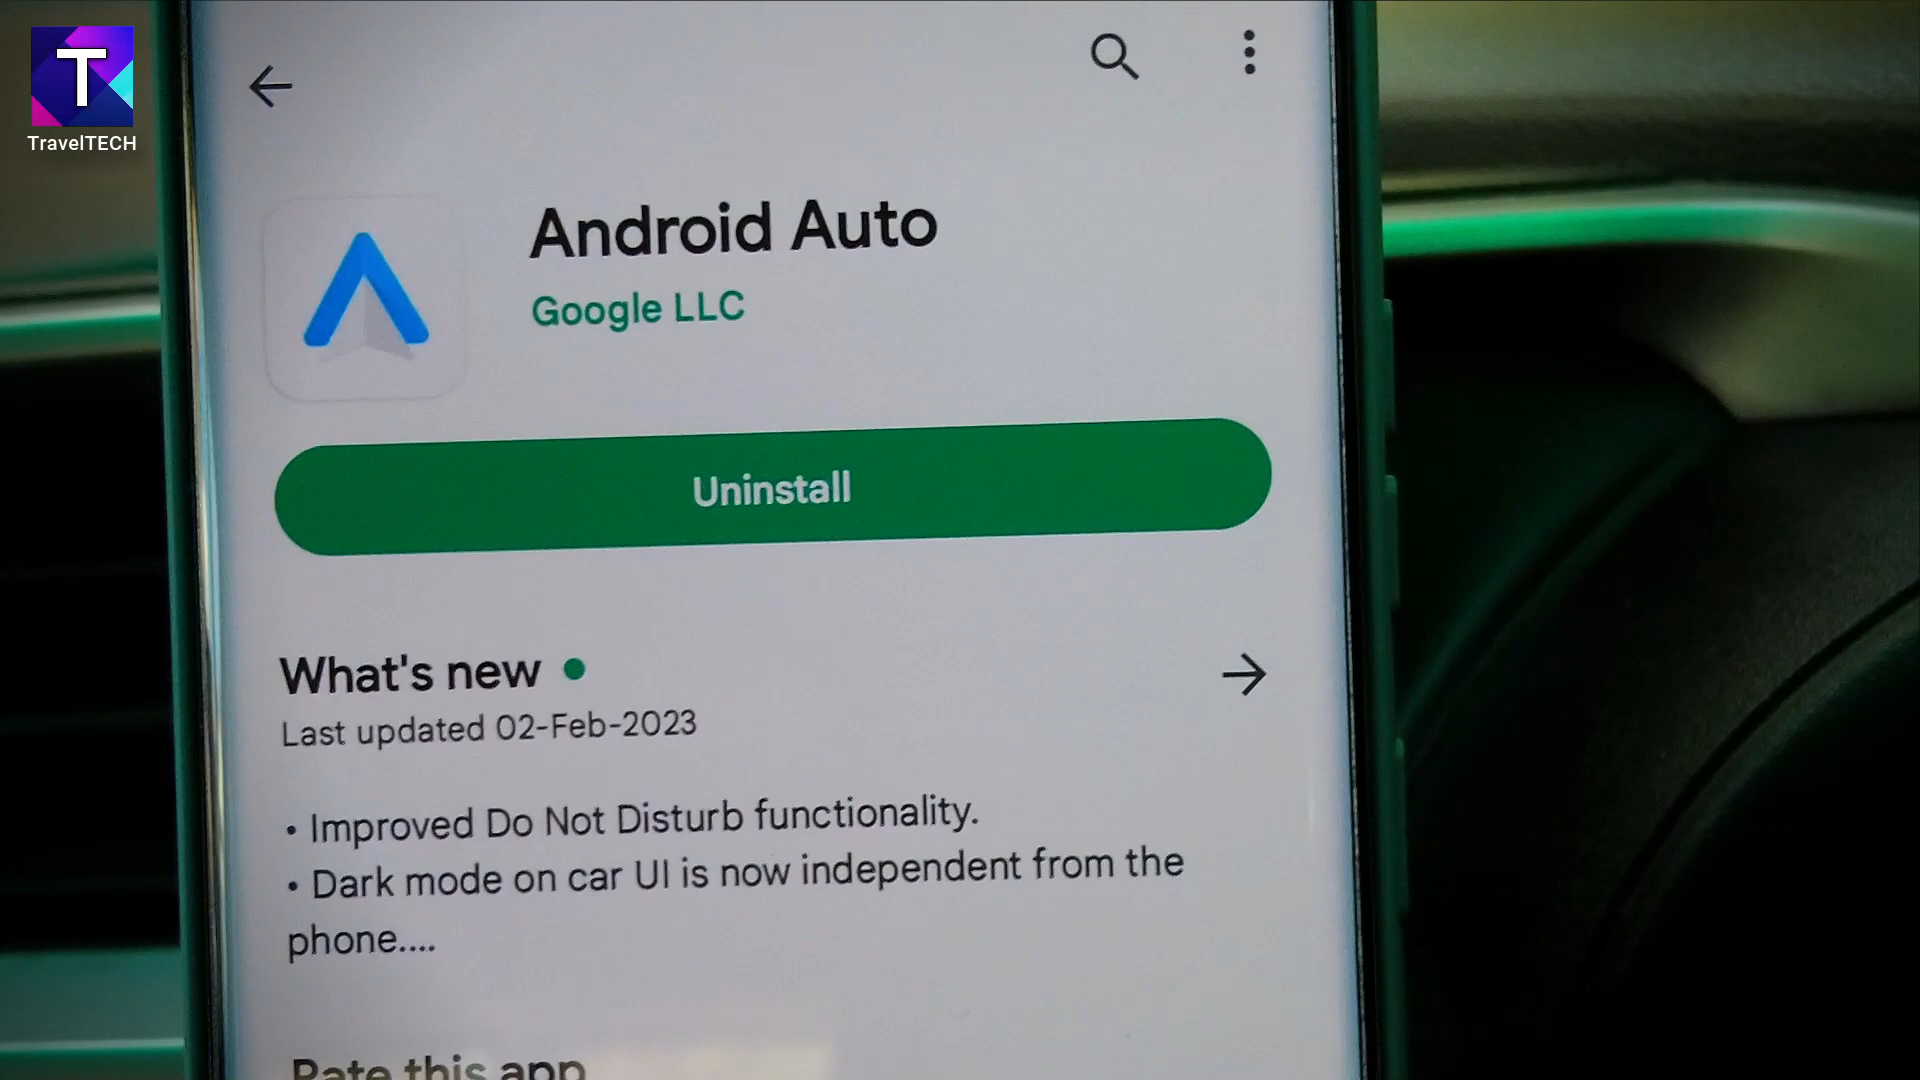 T
TravelTECH
Android Auto
Google LLC
Uninstall
What's new
Last updated 02-Feb-2023
• Improved Do Not Disturb functionality.
• Dark mode on car UI is now independent from the
phone....
Rate this app